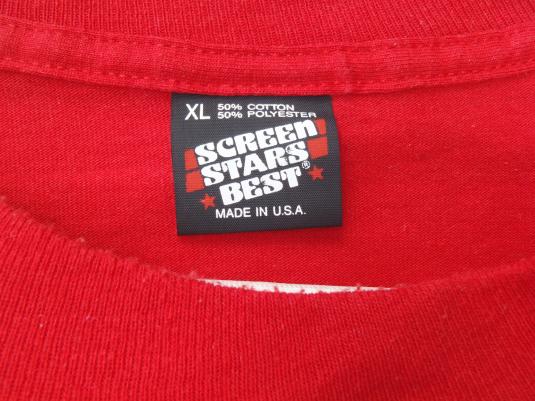 XL 50% COTTON
50% POLYESTER
SCREEN
STARS
BEST®
MADE IN U.S.A.